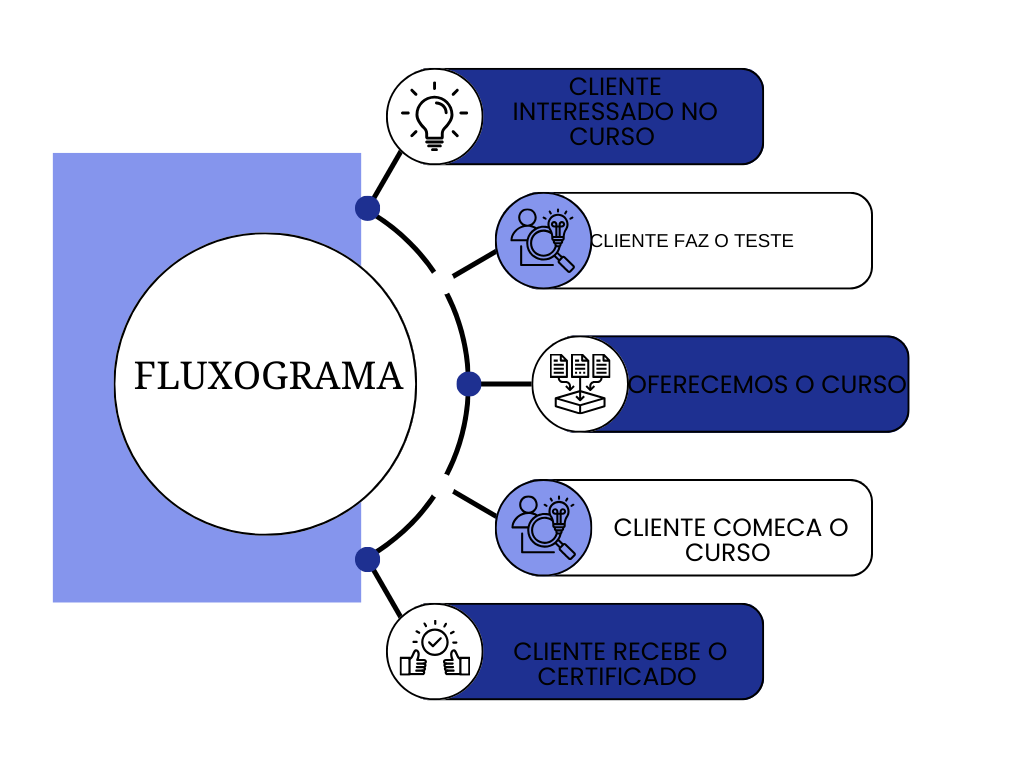 CLIENTE
INTERESSADO NO
CURSO
CLIENTE FAZ O TESTE
FLUXOGRAMA
OFERECEMOS O CURSO
CLIENTE COMECA O
CURSO
CLIENTE RECEBE O
CERTIFICADO